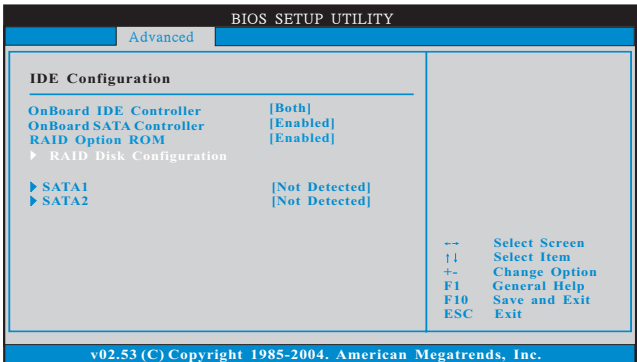 BIOS SETUP UTILITY
Advanced
IDE Configuration
OnBoard IDE Controller [Both]
OnBoard SATA Controller [Enabled]
RAID Option ROM [Enabled]
RAID Disk Configuration
SATA1 [Not Detected]
SATA2 [Not Detected]
←→ Select Screen
↑↓ Select Item
+- Change Option
F1 General Help
F10 Save and Exit
ESC Exit
v02.53 (C) Copyright 1985-2004. American Megatrends, Inc.